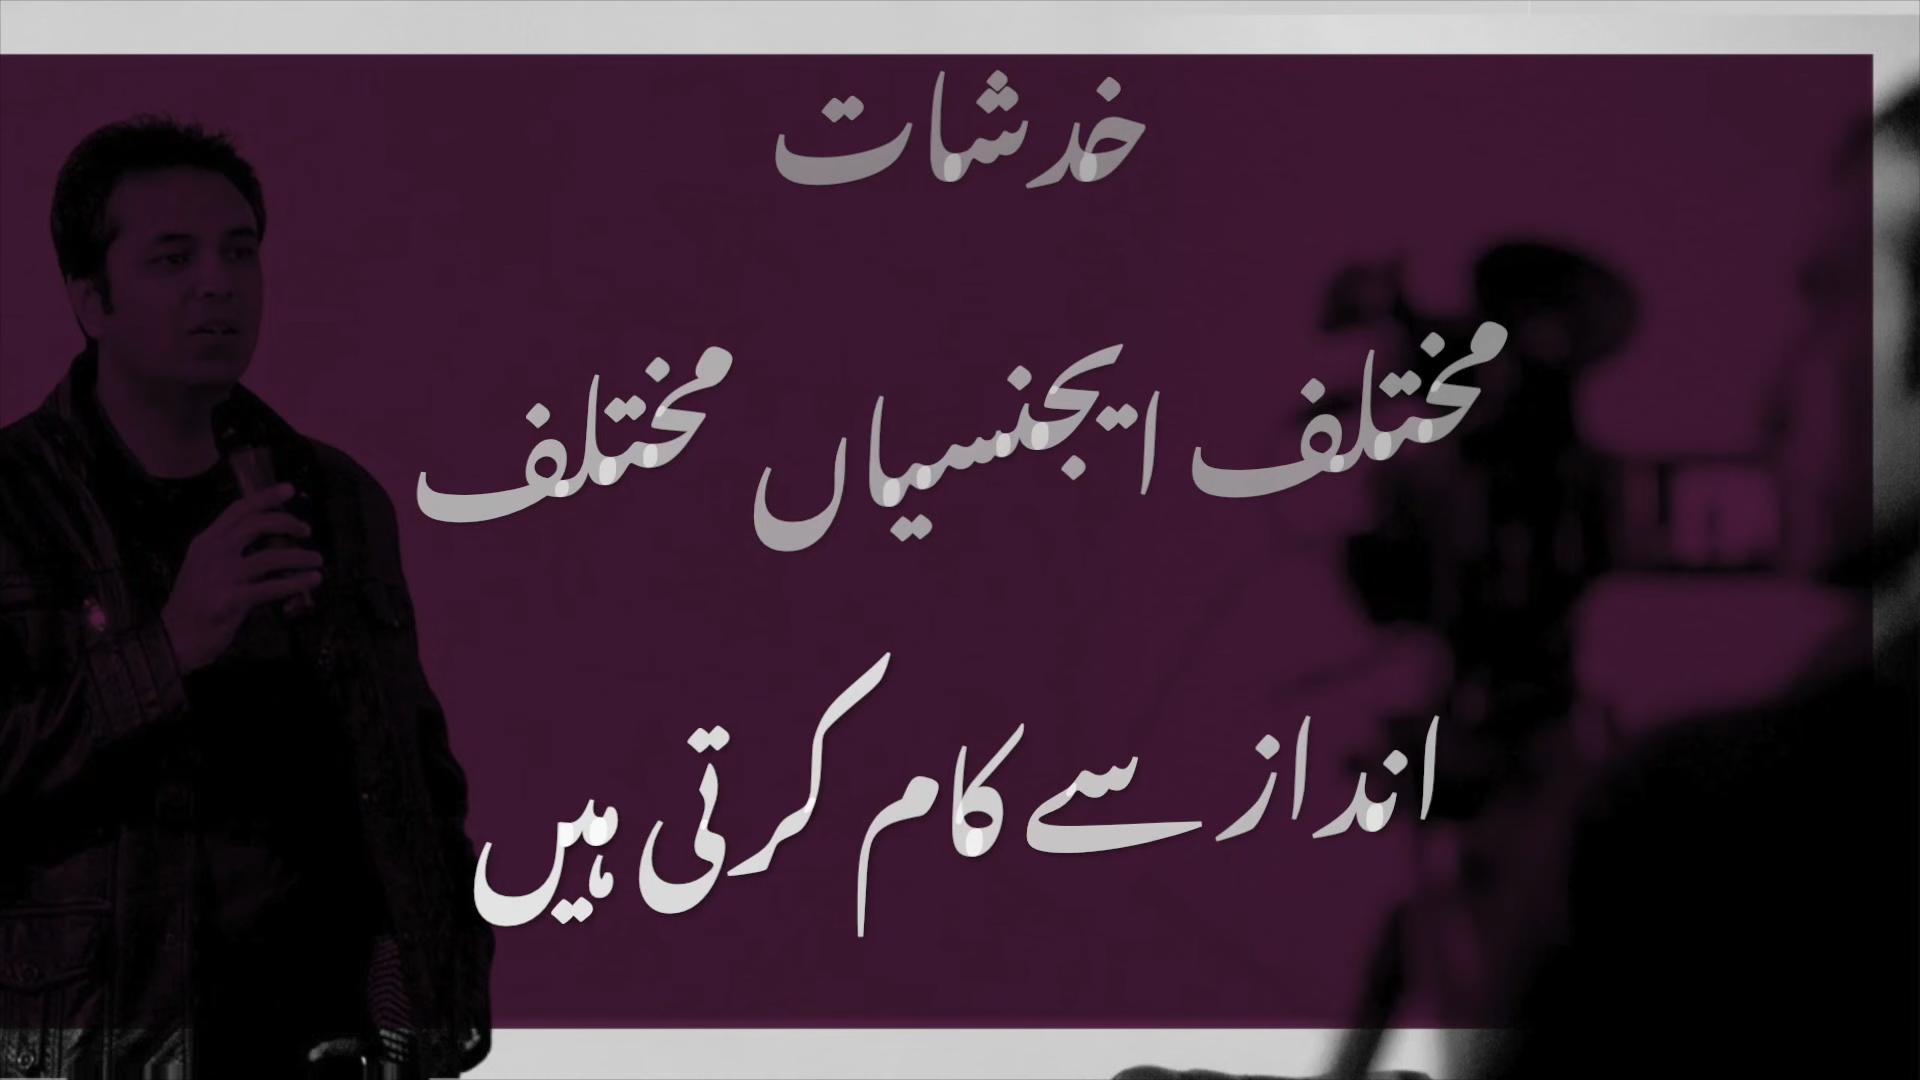 خدشات
مختلف ایجنسیاں مختلف
انداز سے کام کرتی ہیں